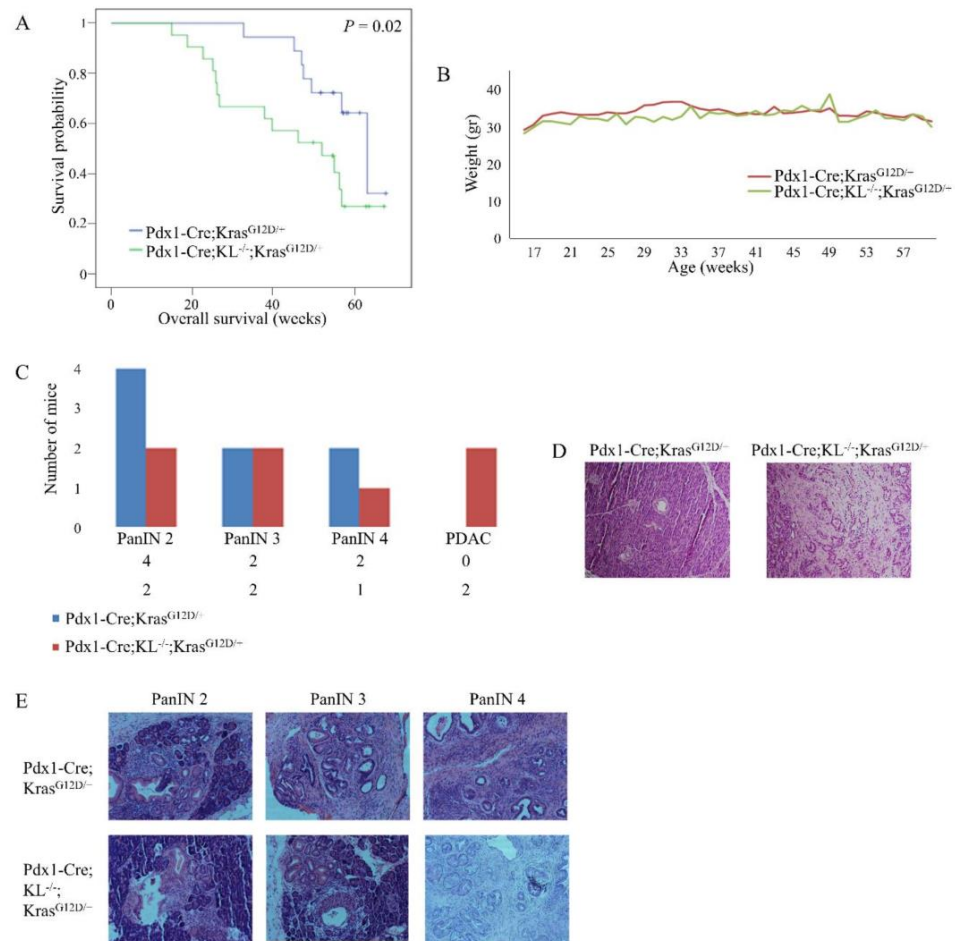 A
P = 0.02
Survival probability
1
0.8
0.6
0.4
0.2
0
Pdx1-Cre;KrasG12D/+
Pdx1-Cre;KL-/-;KrasG12D/+
0 20 40 60
Overall survival (weeks)
B
Weight (gr)
40
30
20
10
0
Pdx1-Cre;KrasG12D/-
Pdx1-Cre;KL-/-;KrasG12D/-
17 21 25 29 33 37 41 45 49 53 57
Age (weeks)
C
Number of mice
4
3
2
1
0
PanIN 2 PanIN 3 PanIN 4 PDAC
4 2 2 0
2 2 1 2
Pdx1-Cre;KrasG12D/+
Pdx1-Cre;KL-/-;KrasG12D/+
D
Pdx1-Cre;KrasG12D/- Pdx1-Cre;KL-/-;KrasG12D/+
E
PanIN 2 PanIN 3 PanIN 4
Pdx1-Cre;
KrasG12D/-
Pdx1-Cre;
KL-/-;
KrasG12D/-